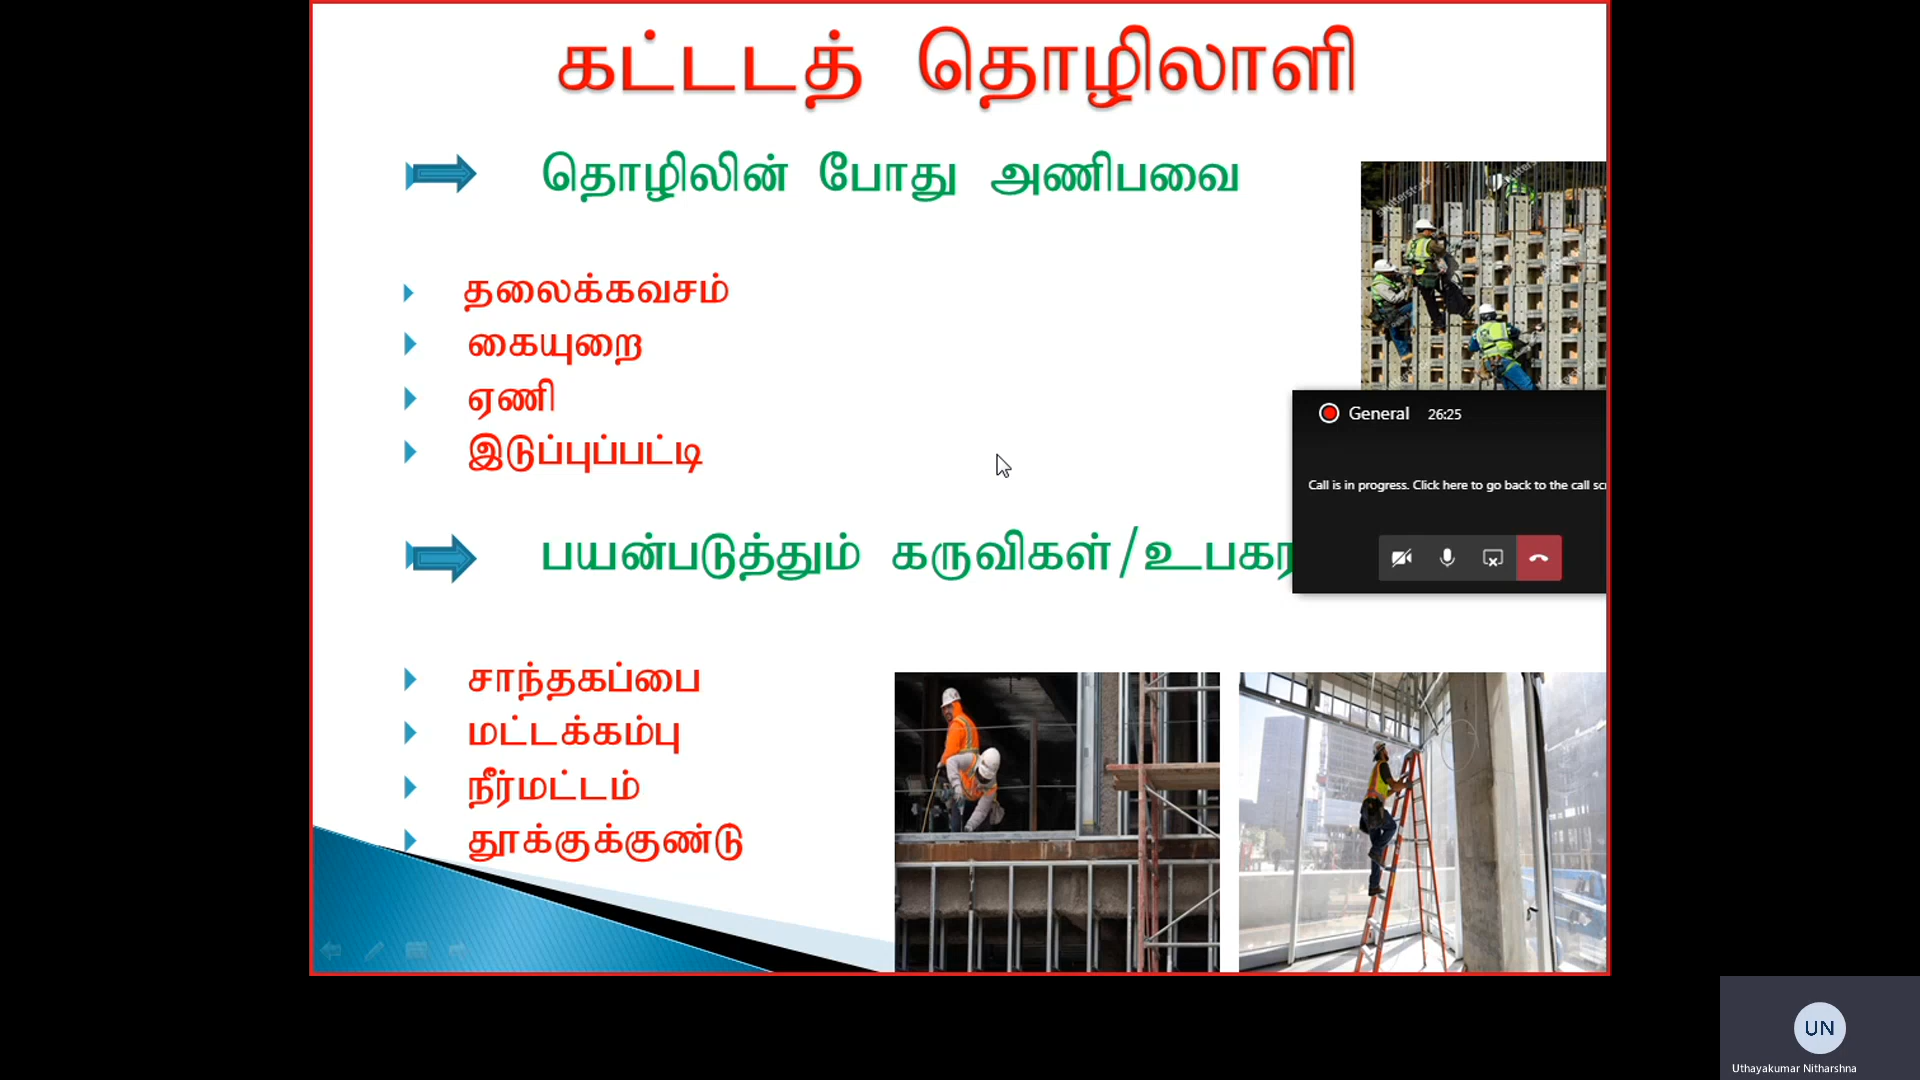 கட்டடத் தொழிலாளி
தொழிலின் போது அணிபவை
தலைக்கவசம்
கையுறை
ஏணி
இடுப்புப்பட்டி
General 26:25
Call is in progress. Click here to go back to the call
பயன்படுத்தும் கருவிகள்/உபகர
சாந்தகப்பை
மட்டக்கம்பு
நீர்மட்டம்
தூக்குக்குண்டு
UN
Uthayakumar Nitharshna